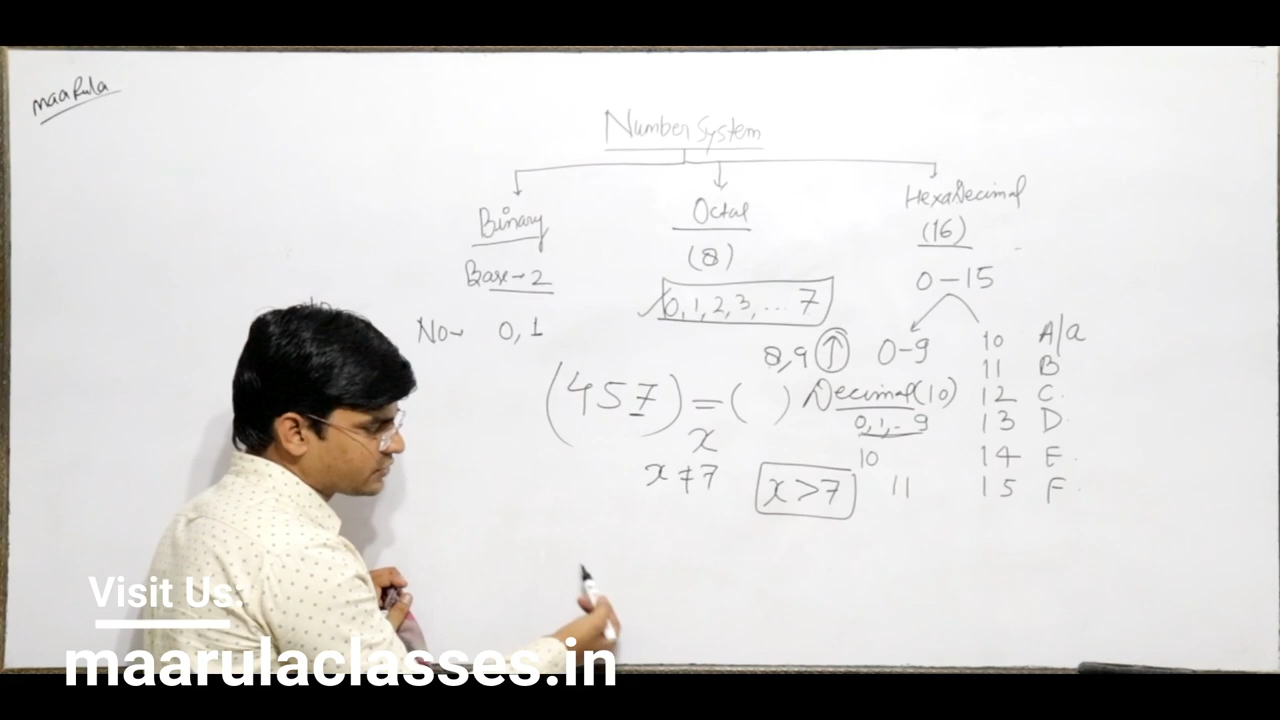 maarula
Number System
Binary
Base - 2
No - 0, 1
Octal
(8)
0, 1, 2, 3, ... 7
8, 9 ↑
HexaDecimal
(16)
0 - 15
0-9
10 A/a
11 B
12 C.
13 D.
14 E.
15 F.
(457)x = ( ) Decimal (10)
0, 1, .. 9
10
11
x ≠ 7
x > 7
Visit Us:
maarulaclasses.in